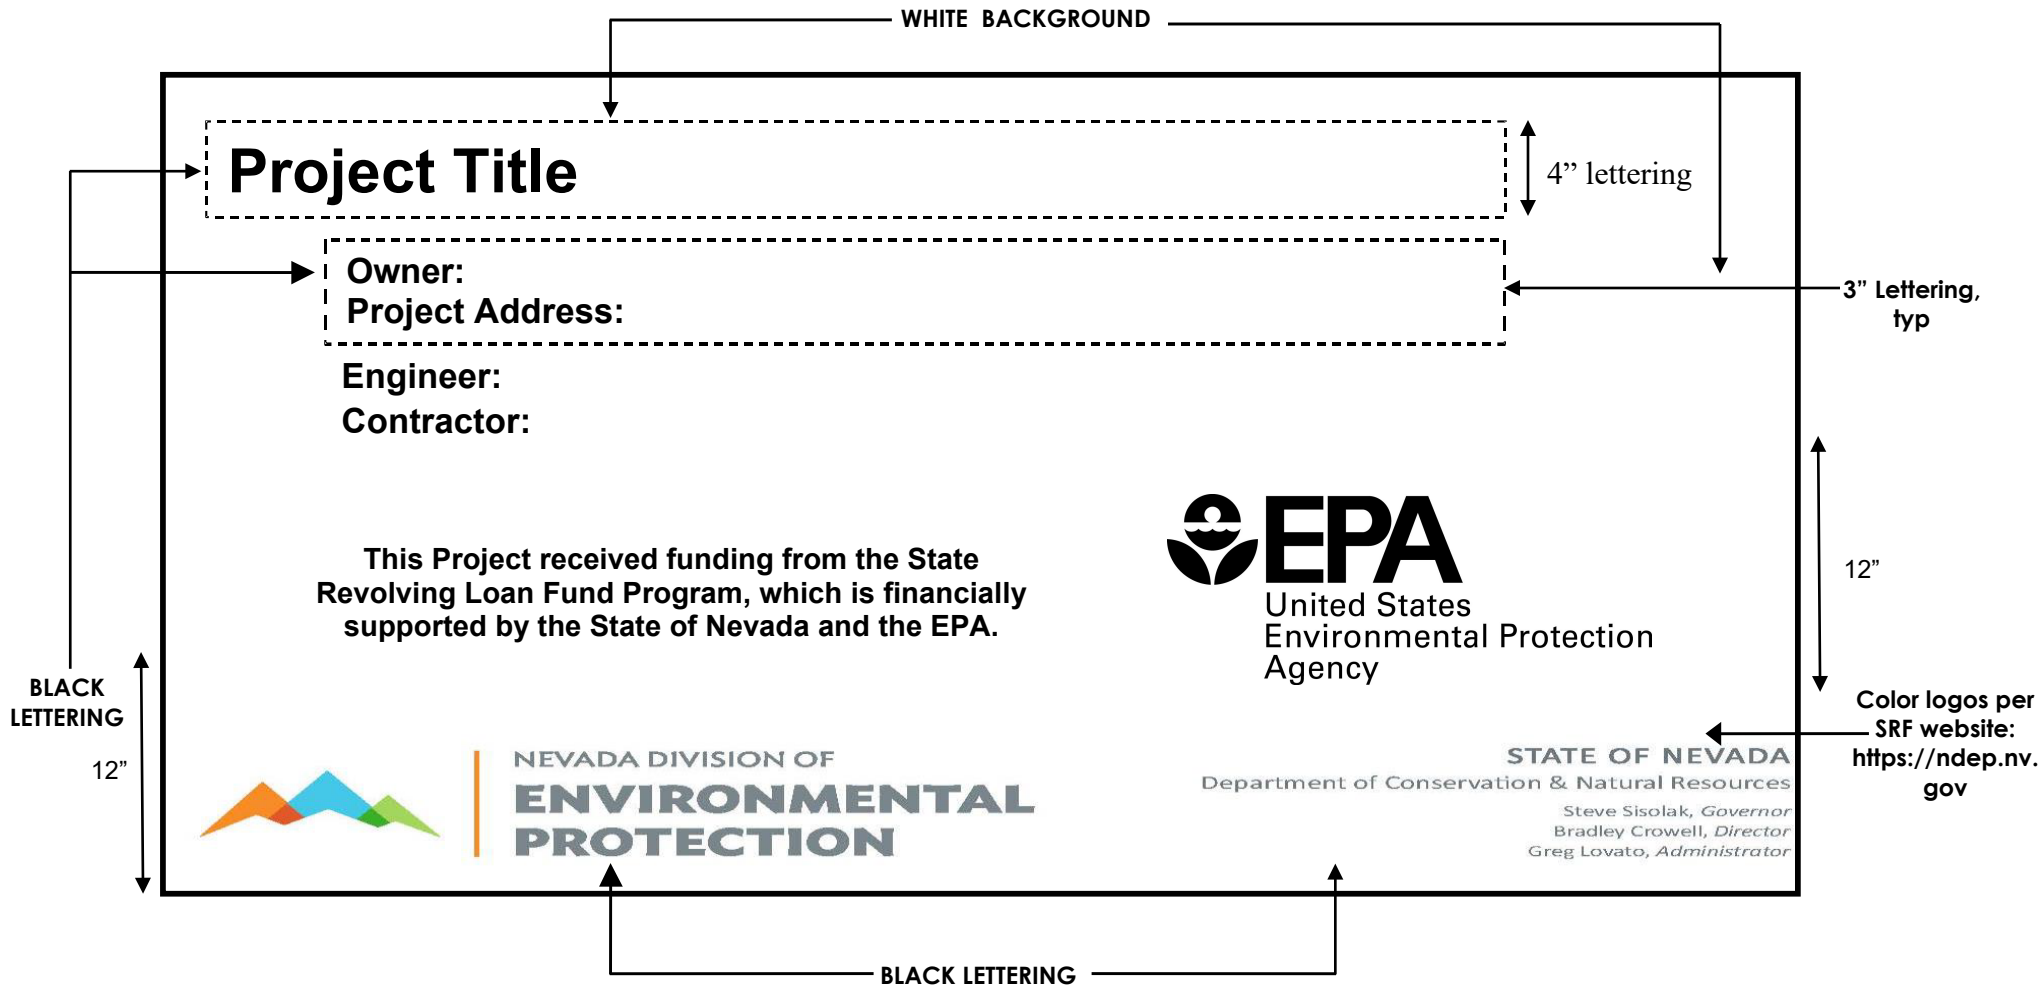 WHITE BACKGROUND
Project Title
4” lettering
Owner:
Project Address:
3” Lettering,
typ
Engineer:
Contractor:
EPA
United States
Environmental Protection
Agency
12”
This Project received funding from the State
Revolving Loan Fund Program, which is financially
supported by the State of Nevada and the EPA.
BLACK
LETTERING
12”
Color logos per
SRF website:
https://ndep.nv.
gov
NEVADA DIVISION OF
ENVIRONMENTAL
PROTECTION
STATE OF NEVADA
Department of Conservation & Natural Resources
Steve Sisolak, Governor
Bradley Crowell, Director
Greg Lovato, Administrator
BLACK LETTERING